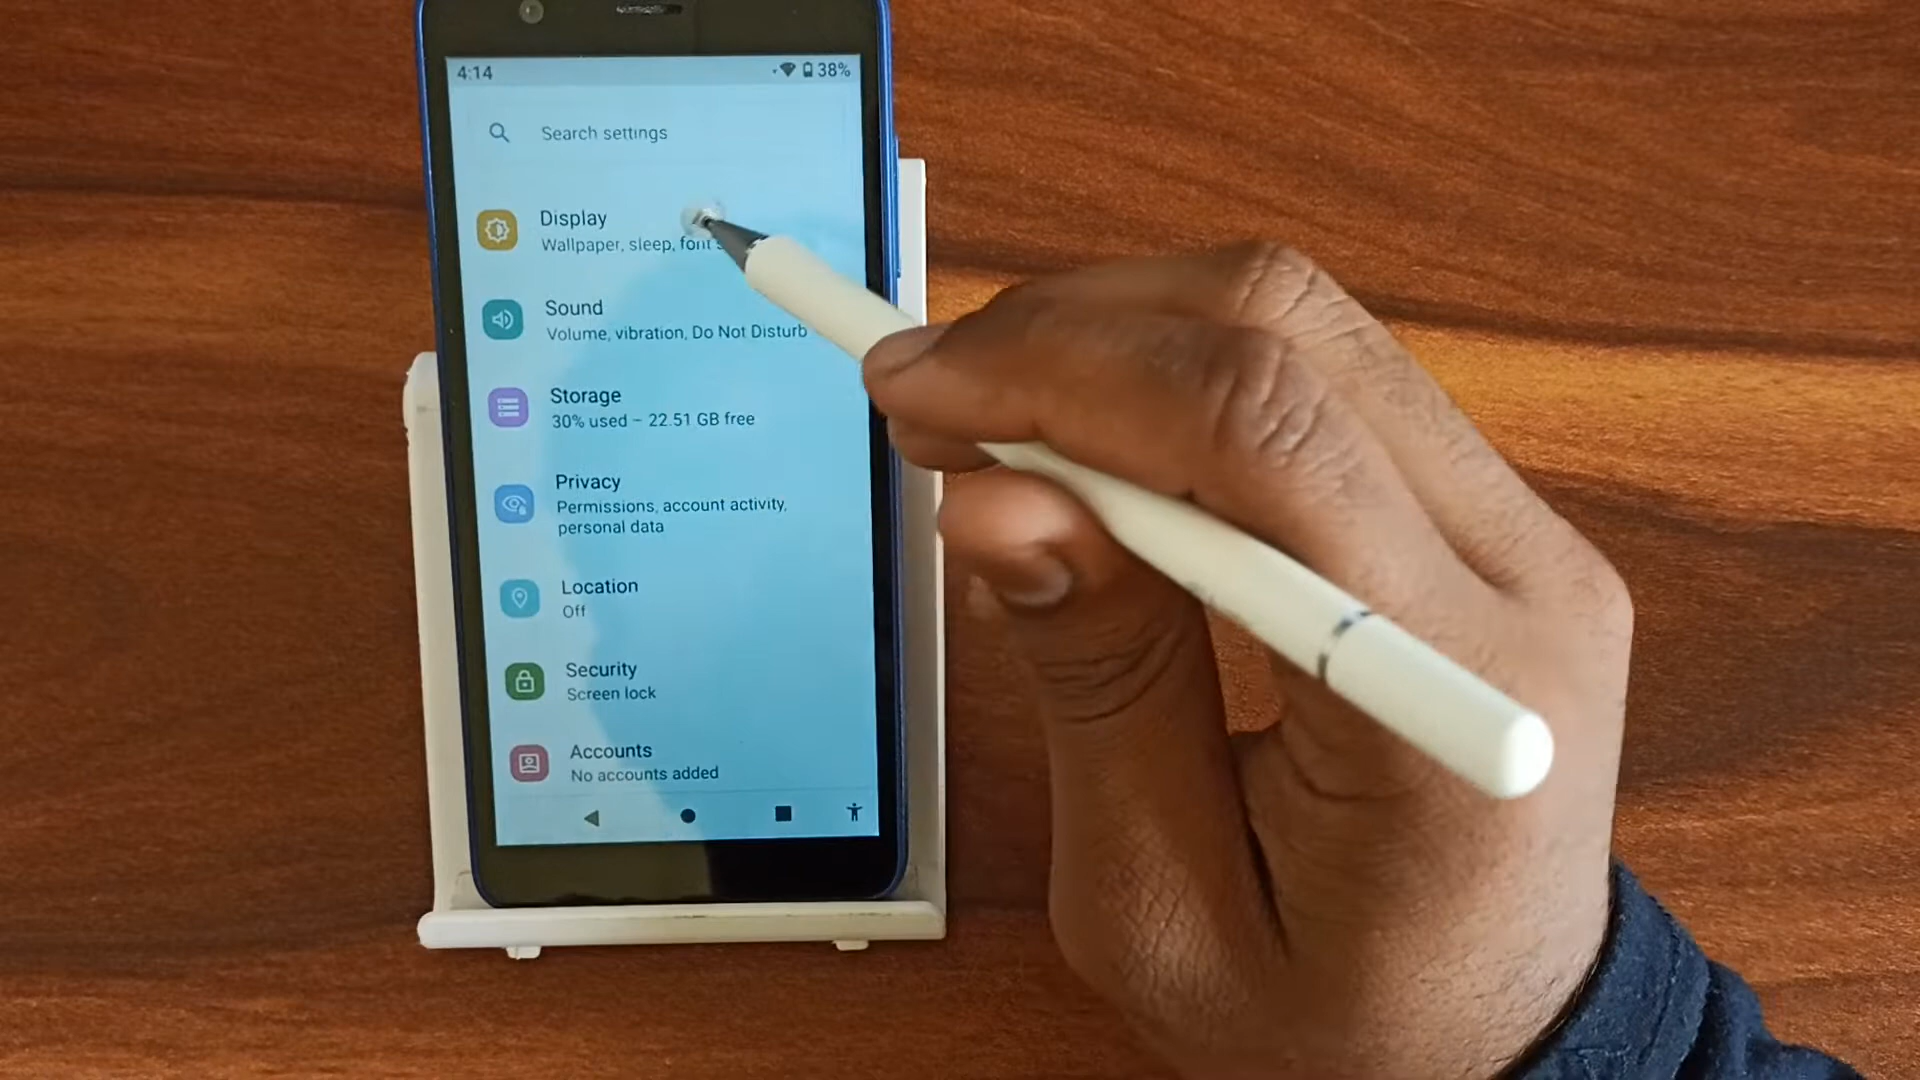 4:14
38%
Search settings
Display
Wallpaper, sleep, font
Sound
Volume, vibration, Do Not Disturb
Storage
30% used – 22.51 GB free
Privacy
Permissions, account activity,
personal data
Location
Off
Security
Screen lock
Accounts
No accounts added